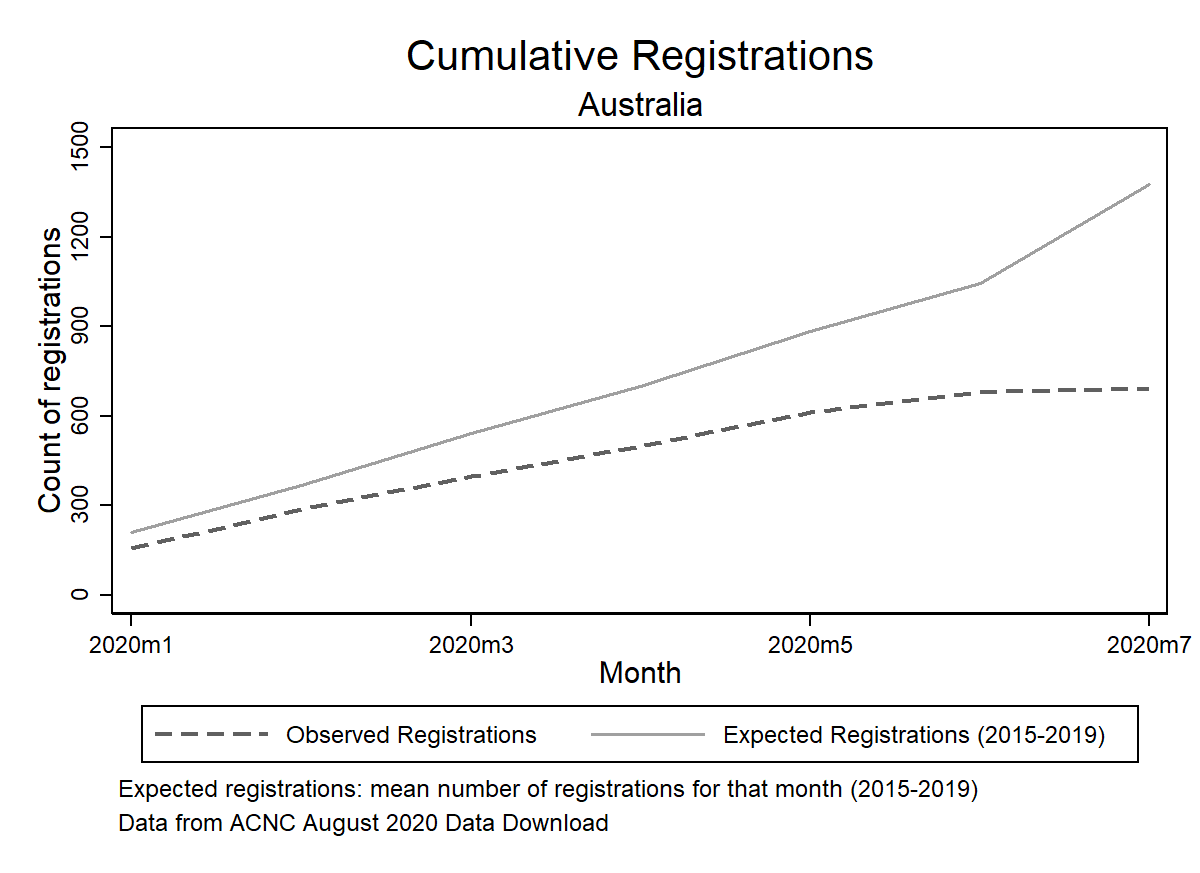 Cumulative Registrations
Australia
Count of registrations
1500
1200
900
600
300
0
2020m1 2020m3 2020m5 2020m7
Month
Observed Registrations Expected Registrations (2015-2019)
Expected registrations: mean number of registrations for that month (2015-2019)
Data from ACNC August 2020 Data Download